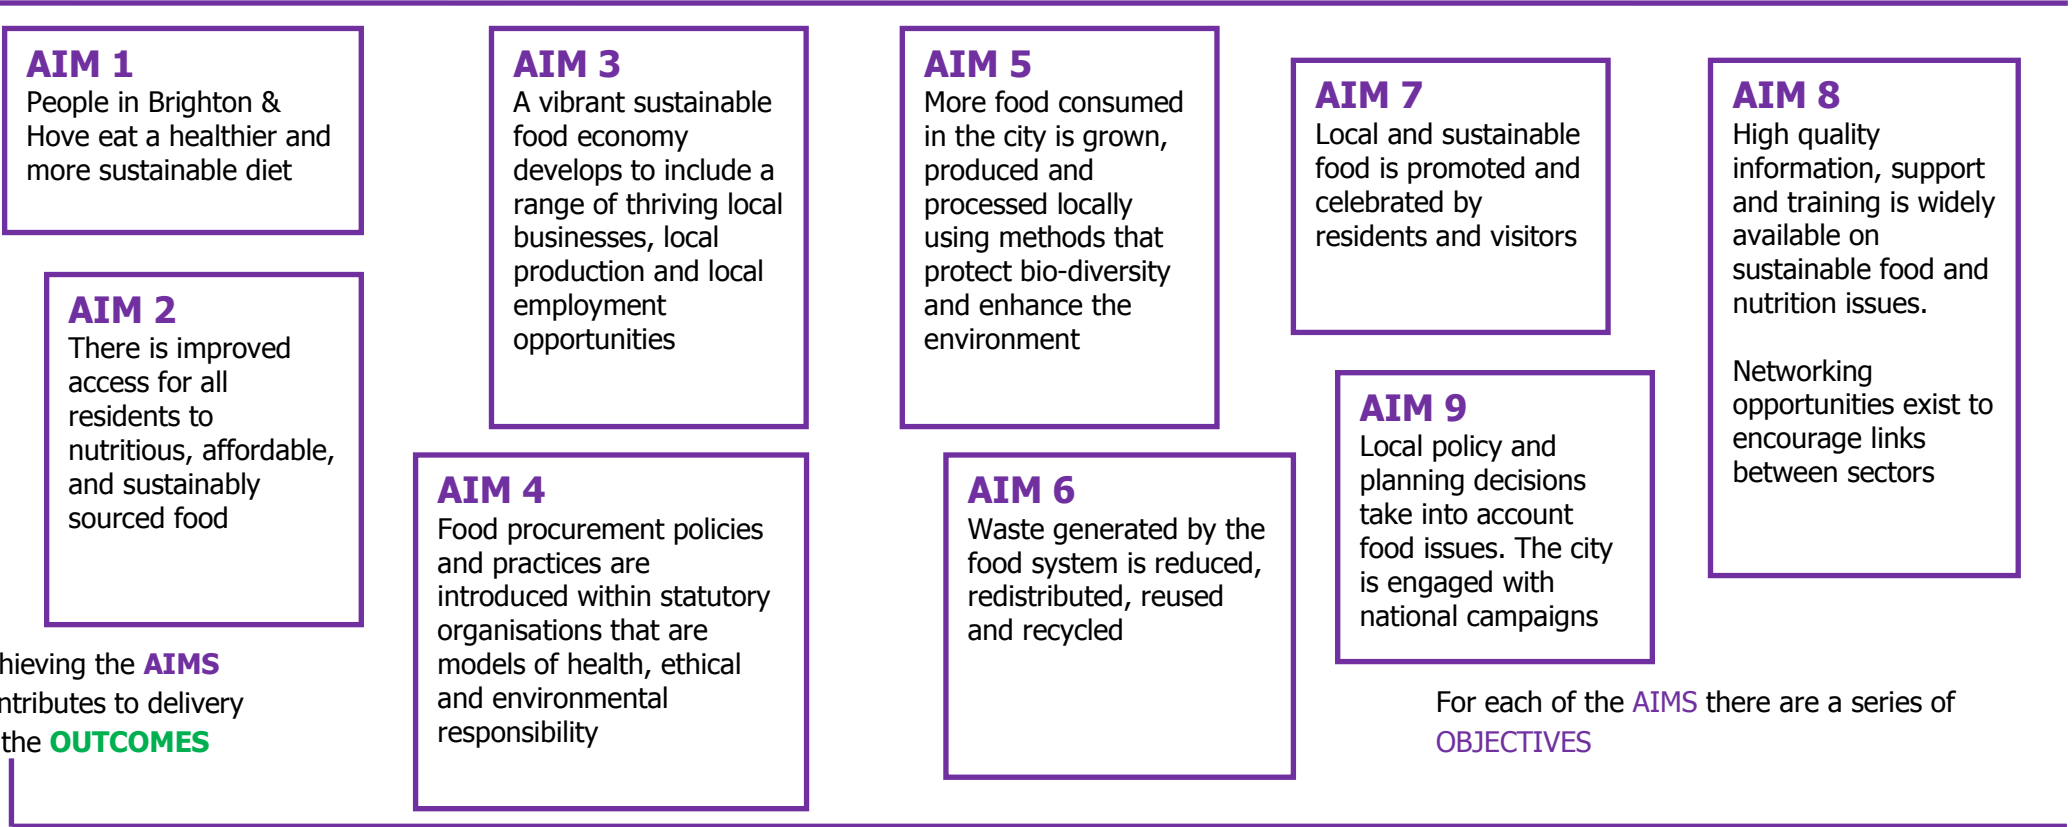 AIM 1
People in Brighton &
Hove eat a healthier and
more sustainable diet
AIM 2
There is improved
access for all
residents to
nutritious, affordable,
and sustainably
sourced food
AIM 3
A vibrant sustainable
food economy
develops to include a
range of thriving local
businesses, local
production and local
employment
opportunities
AIM 4
Food procurement policies
and practices are
introduced within statutory
organisations that are
models of health, ethical
and environmental
responsibility
AIM 5
More food consumed
in the city is grown,
produced and
processed locally
using methods that
protect bio-diversity
and enhance the
environment
AIM 6
Waste generated by the
food system is reduced,
redistributed, reused
and recycled
AIM 7
Local and sustainable
food is promoted and
celebrated by
residents and visitors
AIM 9
Local policy and
planning decisions
take into account
food issues. The city
is engaged with
national campaigns
AIM 8
High quality
information, support
and training is widely
available on
sustainable food and
nutrition issues.
Networking
opportunities exist to
encourage links
between sectors
hieving the AIMS
ntributes to delivery
the OUTCOMES
For each of the AIMS there are a series of
OBJECTIVES